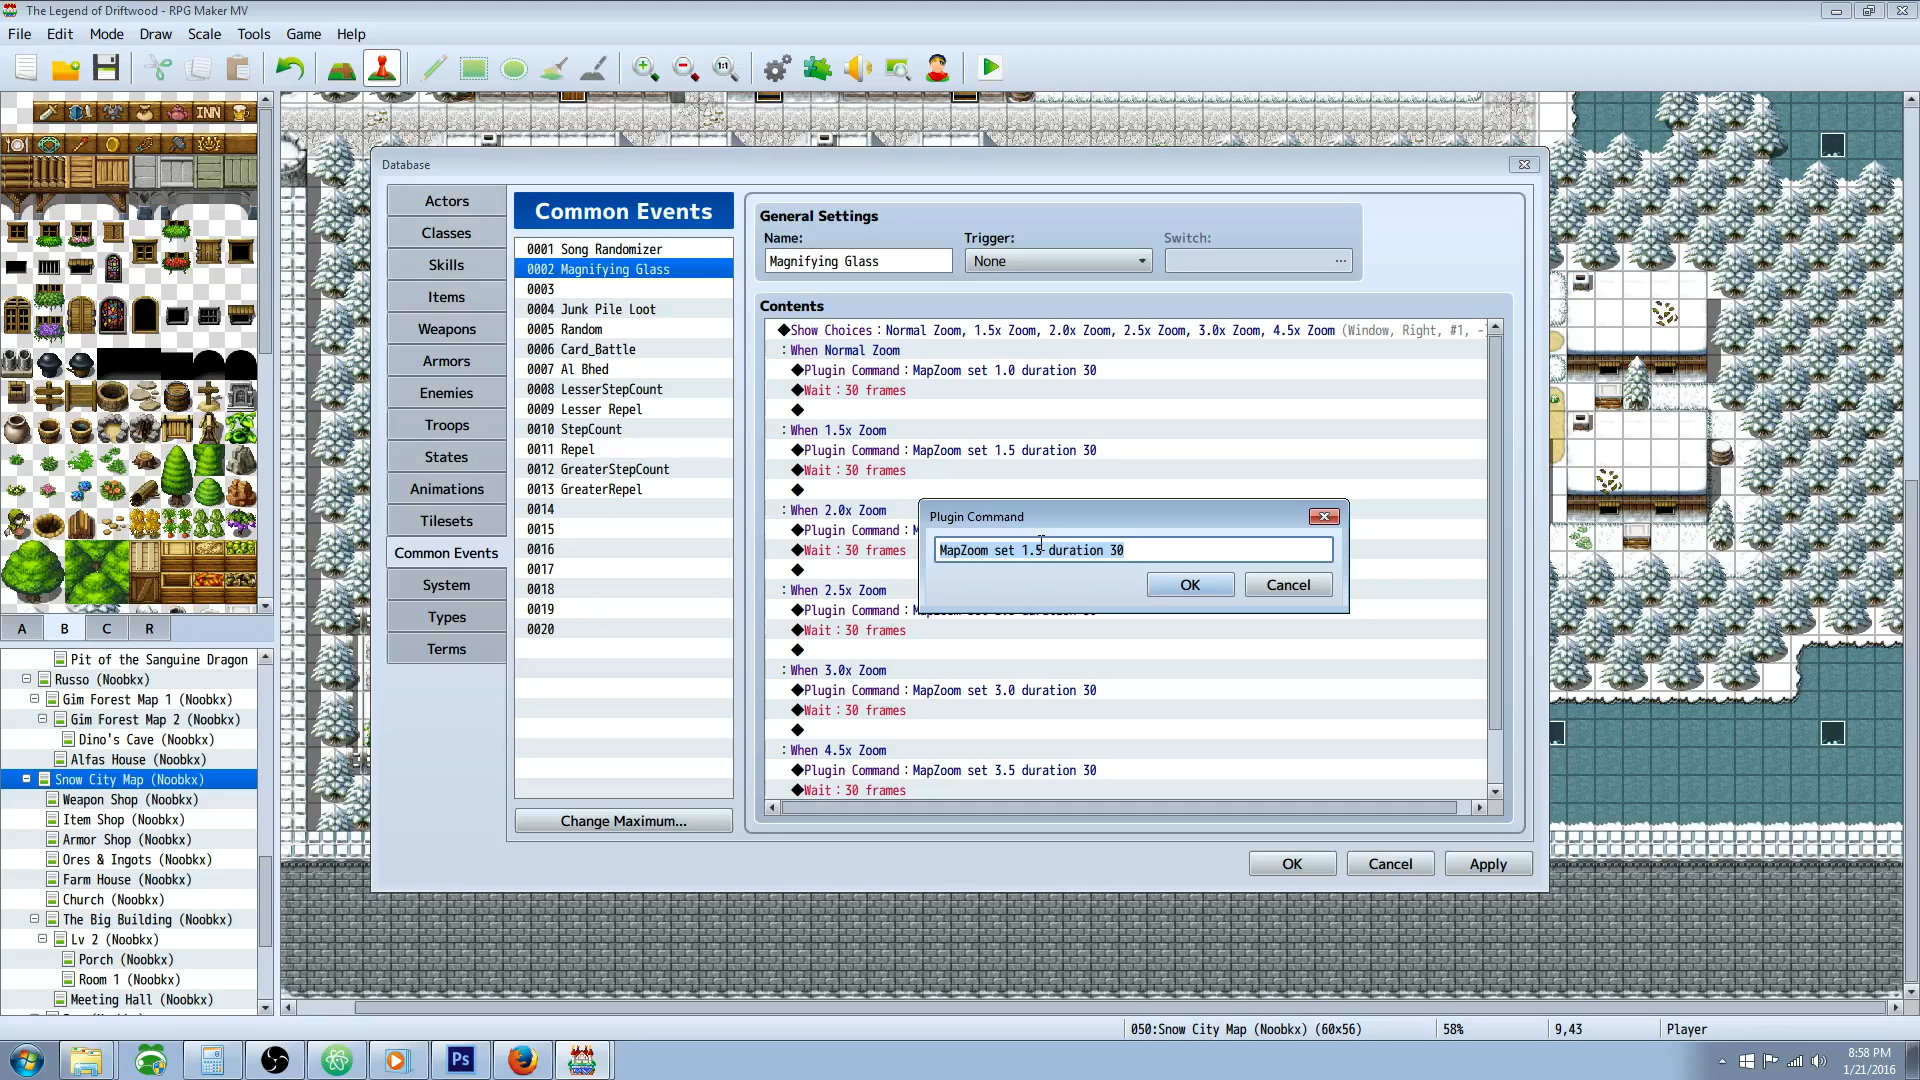 The Legend of Driftwood - RPG Maker MV
File Edit Mode Draw Scale Tools Game Help
1:1
INN
Database
Actors
Classes
Skills
Items
Weapons
Armors
Enemies
Troops
States
Animations
Tilesets
Common Events
System
Types
Terms
Common Events
0001 Song Randomizer
0002 Magnifying Glass
0003
0004 Junk Pile Loot
0005 Random
0006 Card_Battle
0007 Al Bhed
0008 LesserStepCount
0009 Lesser Repel
0010 StepCount
0011 Repel
0012 GreaterStepCount
0013 GreaterRepel
0014
0015
0016
0017
0018
0019
0020
Change Maximum...
General Settings
Name: Trigger: Switch:
Magnifying Glass None ...
Contents
◆Show Choices：Normal Zoom, 1.5x Zoom, 2.0x Zoom, 2.5x Zoom, 3.0x Zoom, 4.5x Zoom (Window, Right, #1, -
：When Normal Zoom
◆Plugin Command：MapZoom set 1.0 duration 30
◆Wait：30 frames
◆
：When 1.5x Zoom
◆Plugin Command：MapZoom set 1.5 duration 30
◆Wait：30 frames
◆
：When 2.0x Zoom
◆Plugin Command：
◆Wait：30 frames
◆
：When 2.5x Zoom
◆Plugin Command：
◆Wait：30 frames
◆
：When 3.0x Zoom
◆Plugin Command：MapZoom set 3.0 duration 30
◆Wait：30 frames
◆
：When 4.5x Zoom
◆Plugin Command：MapZoom set 3.5 duration 30
◆Wait：30 frames
Plugin Command
MapZoom set 1.5 duration 30
OK Cancel
OK Cancel Apply
A B C R
Pit of the Sanguine Dragon
Russo (Noobkx)
Gim Forest Map 1 (Noobkx)
Gim Forest Map 2 (Noobkx)
Dino's Cave (Noobkx)
Alfas House (Noobkx)
Snow City Map (Noobkx)
Weapon Shop (Noobkx)
Item Shop (Noobkx)
Armor Shop (Noobkx)
Ores & Ingots (Noobkx)
Farm House (Noobkx)
Church (Noobkx)
The Big Building (Noobkx)
Lv 2 (Noobkx)
Porch (Noobkx)
Room 1 (Noobkx)
Meeting Hall (Noobkx)
050:Snow City Map (Noobkx) (60x56) 58% 9,43 Player
Ps
8:58 PM
1/21/2016